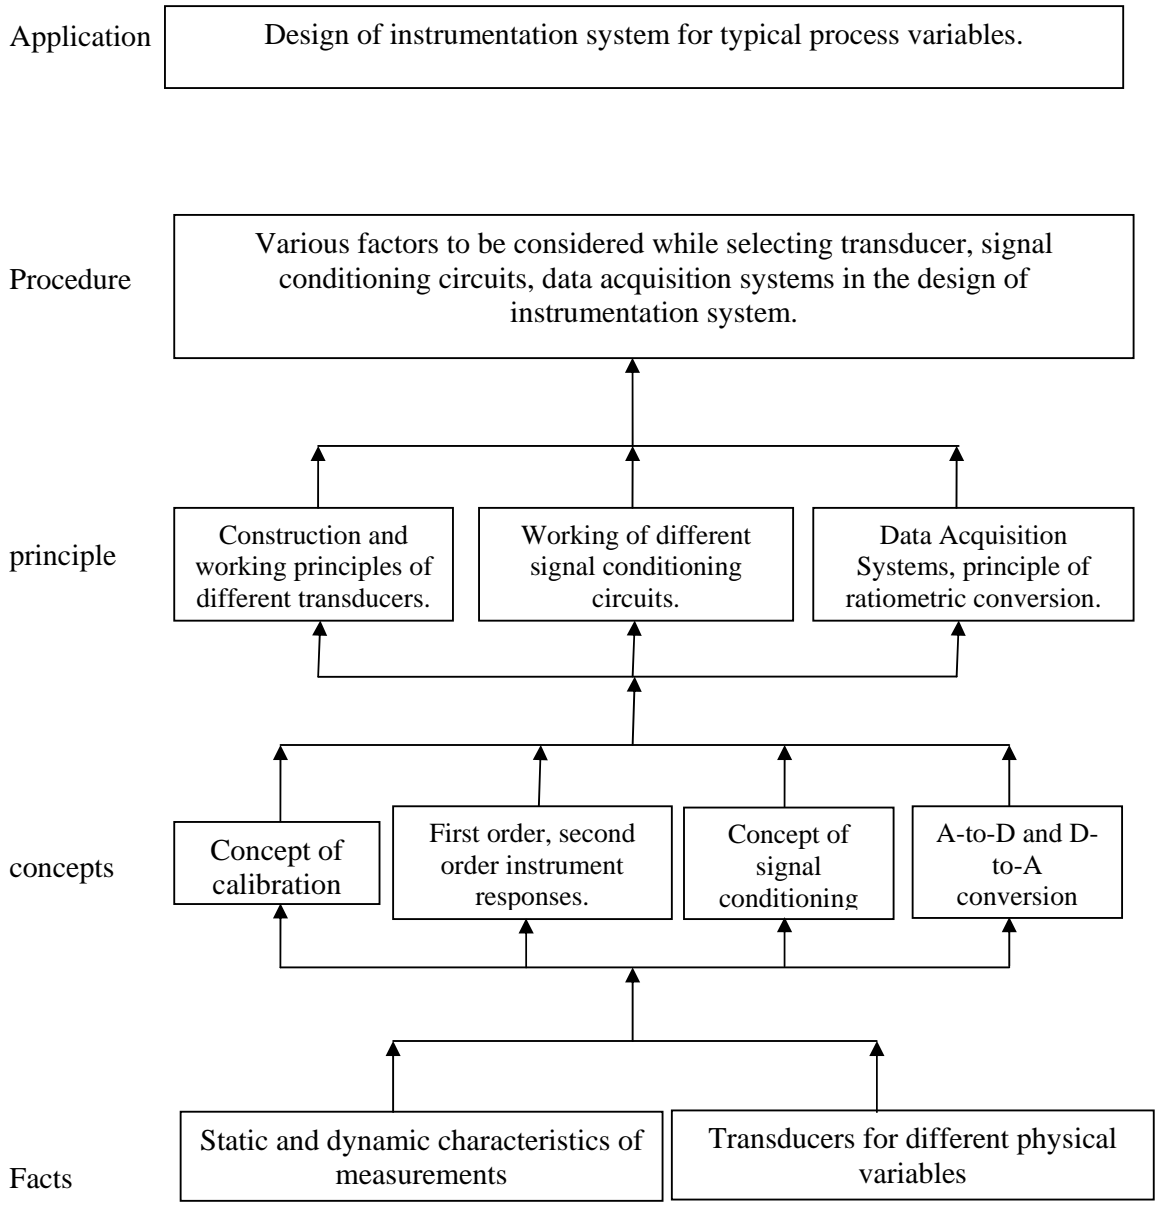 Application
Design of instrumentation system for typical process variables.
Procedure
Various factors to be considered while selecting transducer, signal
conditioning circuits, data acquisition systems in the design of
instrumentation system.
principle
Construction and
working principles of
different transducers.
Working of different
signal conditioning
circuits.
Data Acquisition
Systems, principle of
ratiometric conversion.
concepts
Concept of
calibration
First order, second
order instrument
responses.
Concept of
signal
conditioning
A-to-D and D-
to-A
conversion
Facts
Static and dynamic characteristics of
measurements
Transducers for different physical
variables